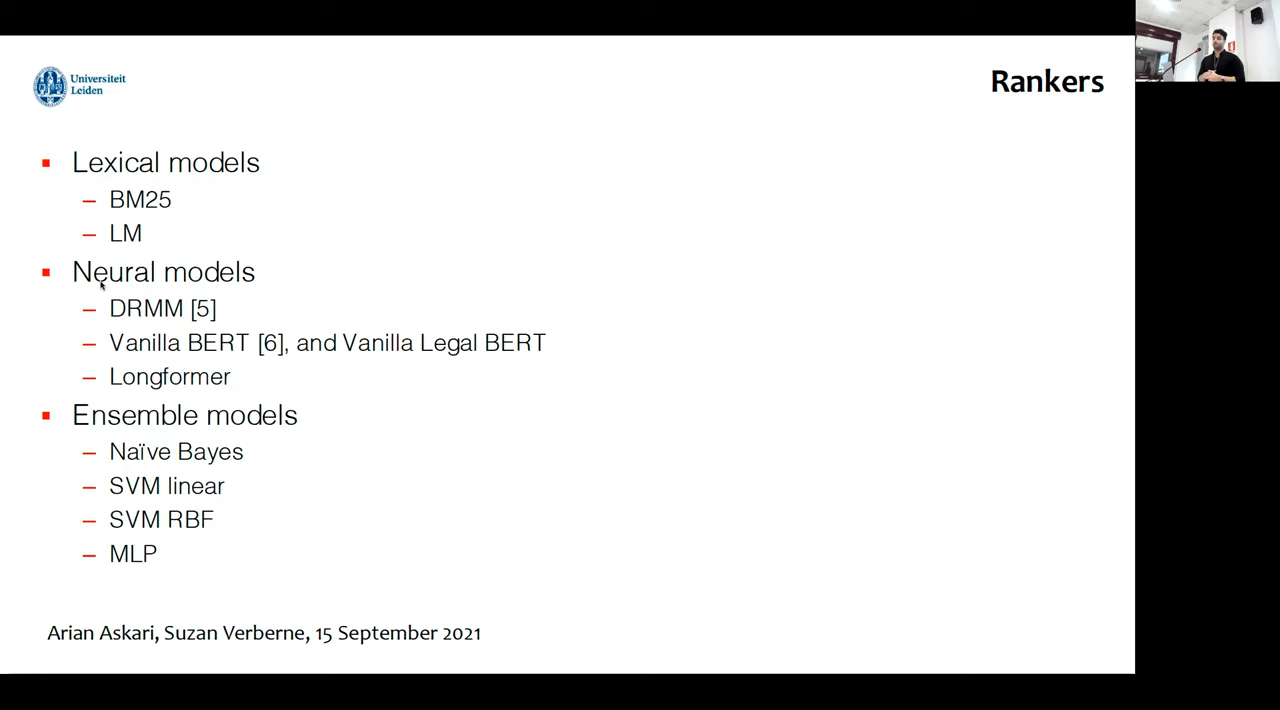 Universiteit
Leiden
Rankers
Lexical models
– BM25
– LM
Neural models
– DRMM [5]
– Vanilla BERT [6], and Vanilla Legal BERT
– Longformer
Ensemble models
– Naïve Bayes
– SVM linear
– SVM RBF
– MLP
Arian Askari, Suzan Verberne, 15 September 2021